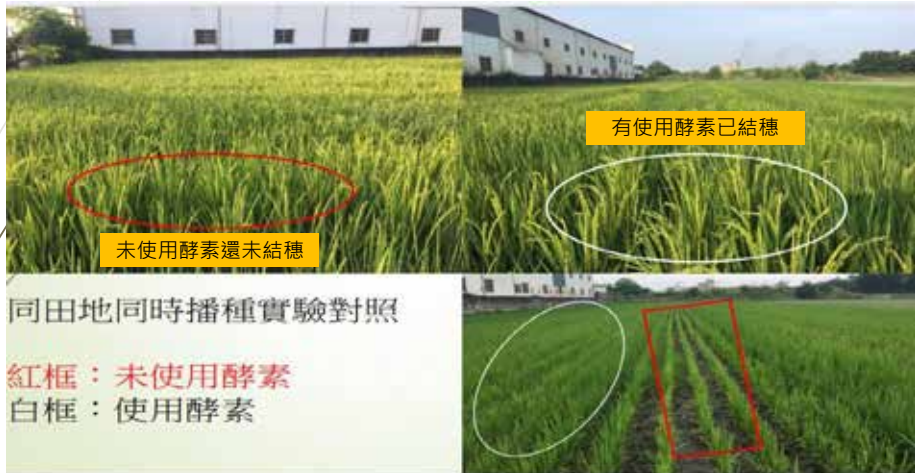 有使用酵素已結穗
未使用酵素還未結穗
同田地同時播種實驗對照
紅框：未使用酵素
白框：使用酵素